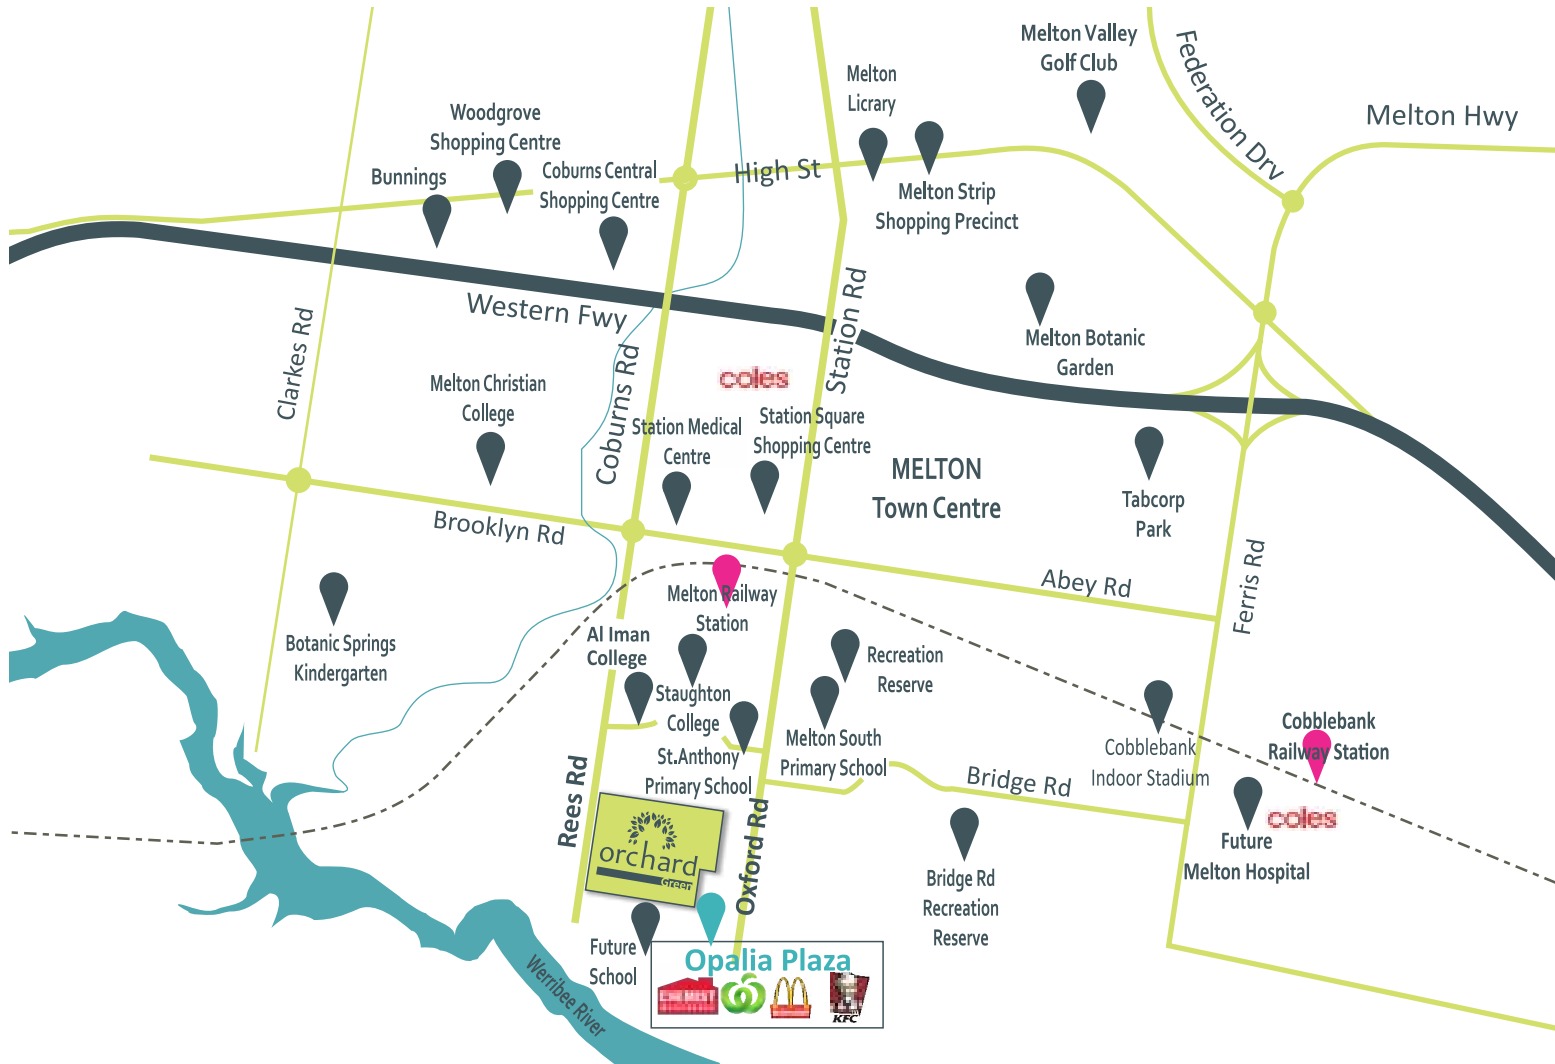 Melton Valley
Golf Club
Federation Drv
Melton Hwy
Melton
Licrary
Woodgrove
Shopping Centre
Bunnings
Coburns Central
Shopping Centre
High St
Melton Strip
Shopping Precinct
Western Fwy
Station Rd
Clarkes Rd
Coburns Rd
Melton Botanic
Garden
coles
Melton Christian
College
Station Medical
Centre
Station Square
Shopping Centre
MELTON
Town Centre
Tabcorp
Park
Brooklyn Rd
Abey Rd
Ferris Rd
Melton Railway
Station
Botanic Springs
Kindergarten
Al Iman
College
Recreation
Reserve
Staughton
College
St.Anthony
Primary School
Melton South
Primary School
Cobblebank
Indoor Stadium
Cobblebank
Railway Station
Bridge Rd
Rees Rd
Oxford Rd
orchard
Green
coles
Future
Melton Hospital
Bridge Rd
Recreation
Reserve
Future
School
Werribee River
Opalia Plaza
CHEMIST
KFC